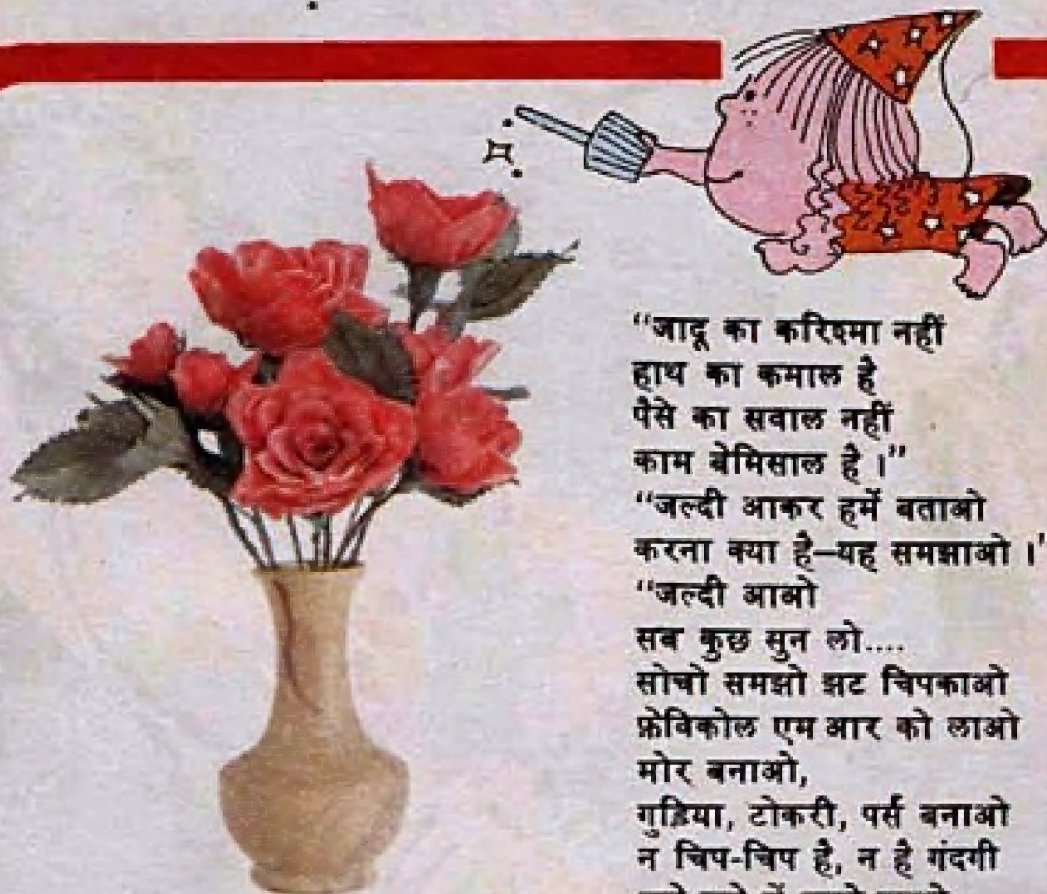 “जादू का करिश्मा नहीं
हाथ का कमाल है
पैसे का सवाल नहीं
काम बेमिसाल है ।”
“जल्दी आकर हमें बताओ
करना क्या है—यह समझाओ ।'
“जल्दी आओ
सब कुछ सुन लो....
सोचो समझो झट चिपकाओ
फ़ेविकोल एम आर को लाओ
मोर बनाओ,
गुड़िया, टोकरी, पर्स बनाओ
न चिप-चिप है, न है गंदगी